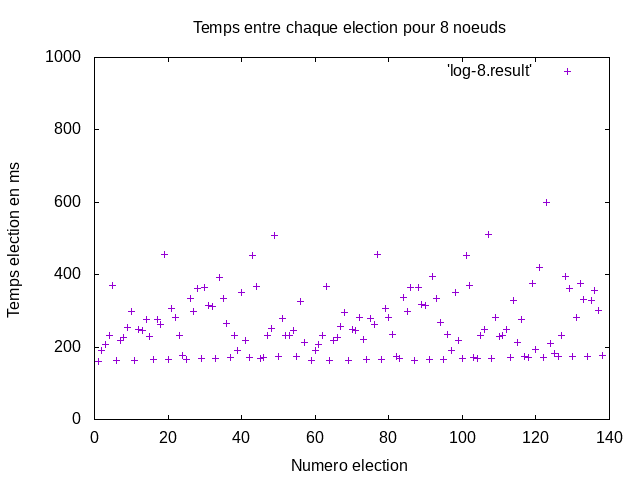 Temps entre chaque election pour 8 noeuds
1000
'log-8.result'
800
600
Temps election en ms
400
200
0
0 20 40 60 80 100 120 140
Numero election